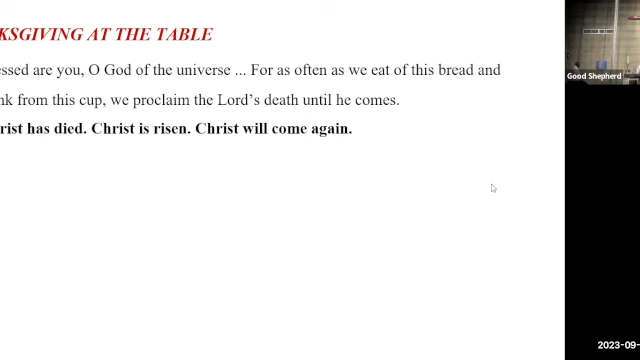 KSGIVING AT THE TABLE
essed are you, O God of the universe ... For as often as we eat of this bread and
nk from this cup, we proclaim the Lord's death until he comes.
rist has died. Christ is risen. Christ will come again.
Good Shepherd
2023-09-